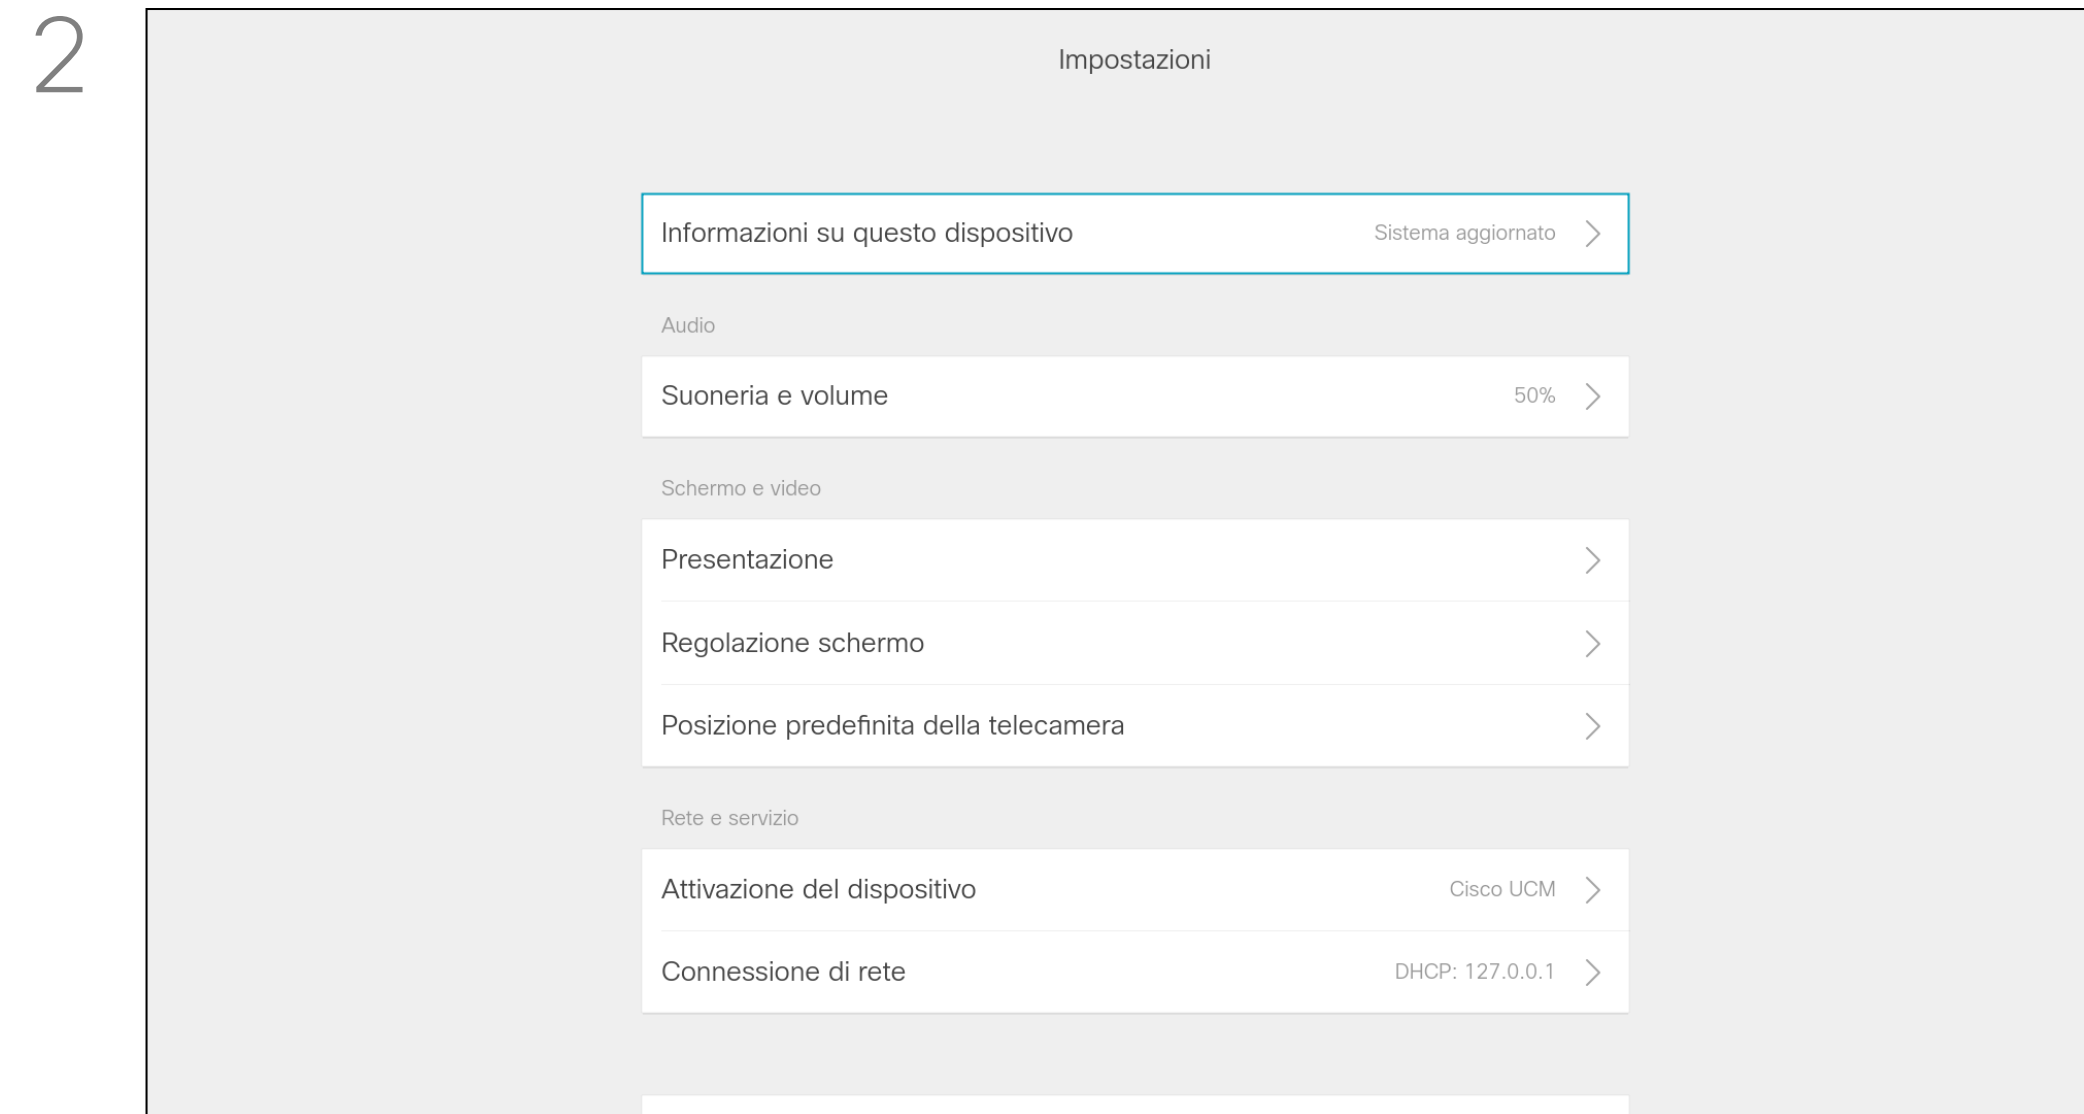 2
Impostazioni
Informazioni su questo dispositivo Sistema aggiornato
Audio
Suoneria e volume 50%
Schermo e video
Presentazione
Regolazione schermo
Posizione predefinita della telecamera
Rete e servizio
Attivazione del dispositivo Cisco UCM
Connessione di rete DHCP: 127.0.0.1